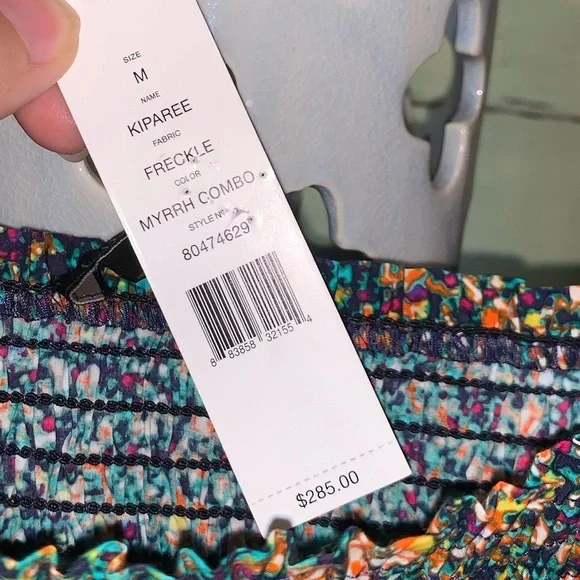 SIZE
M
NAME
KIPAREE
FABRIC
FRECKLE
COLOR
MYRRH COMBO
STYLE Nº
80474629
8 83858 32155 4
$285.00